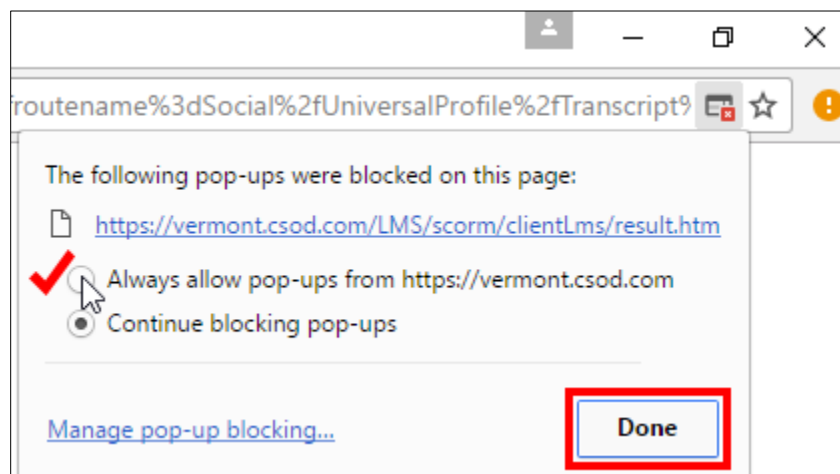 froutename%3dSocial%2fUniversalProfile%2fTranscript%
The following pop-ups were blocked on this page:
https://vermont.csod.com/LMS/scorm/clientLms/result.htm
Always allow pop-ups from https://vermont.csod.com
Continue blocking pop-ups
Manage pop-up blocking...
Done